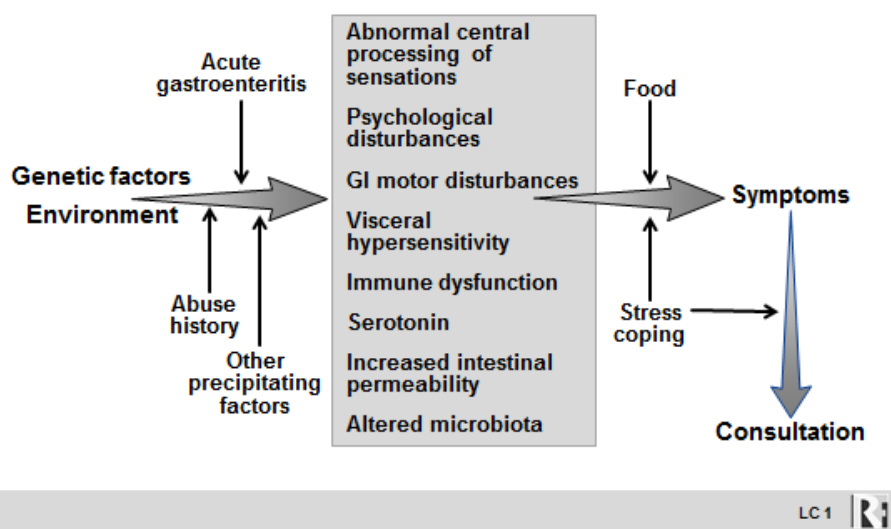 Acute
gastroenteritis
Genetic factors
Environment
Abuse
history
Other
precipitating
factors
Abnormal central
processing of
sensations
Psychological
disturbances
GI motor disturbances
Visceral
hypersensitivity
Immune dysfunction
Serotonin
Increased intestinal
permeability
Altered microbiota
Food
Symptoms
Stress
coping
Consultation
LC 1